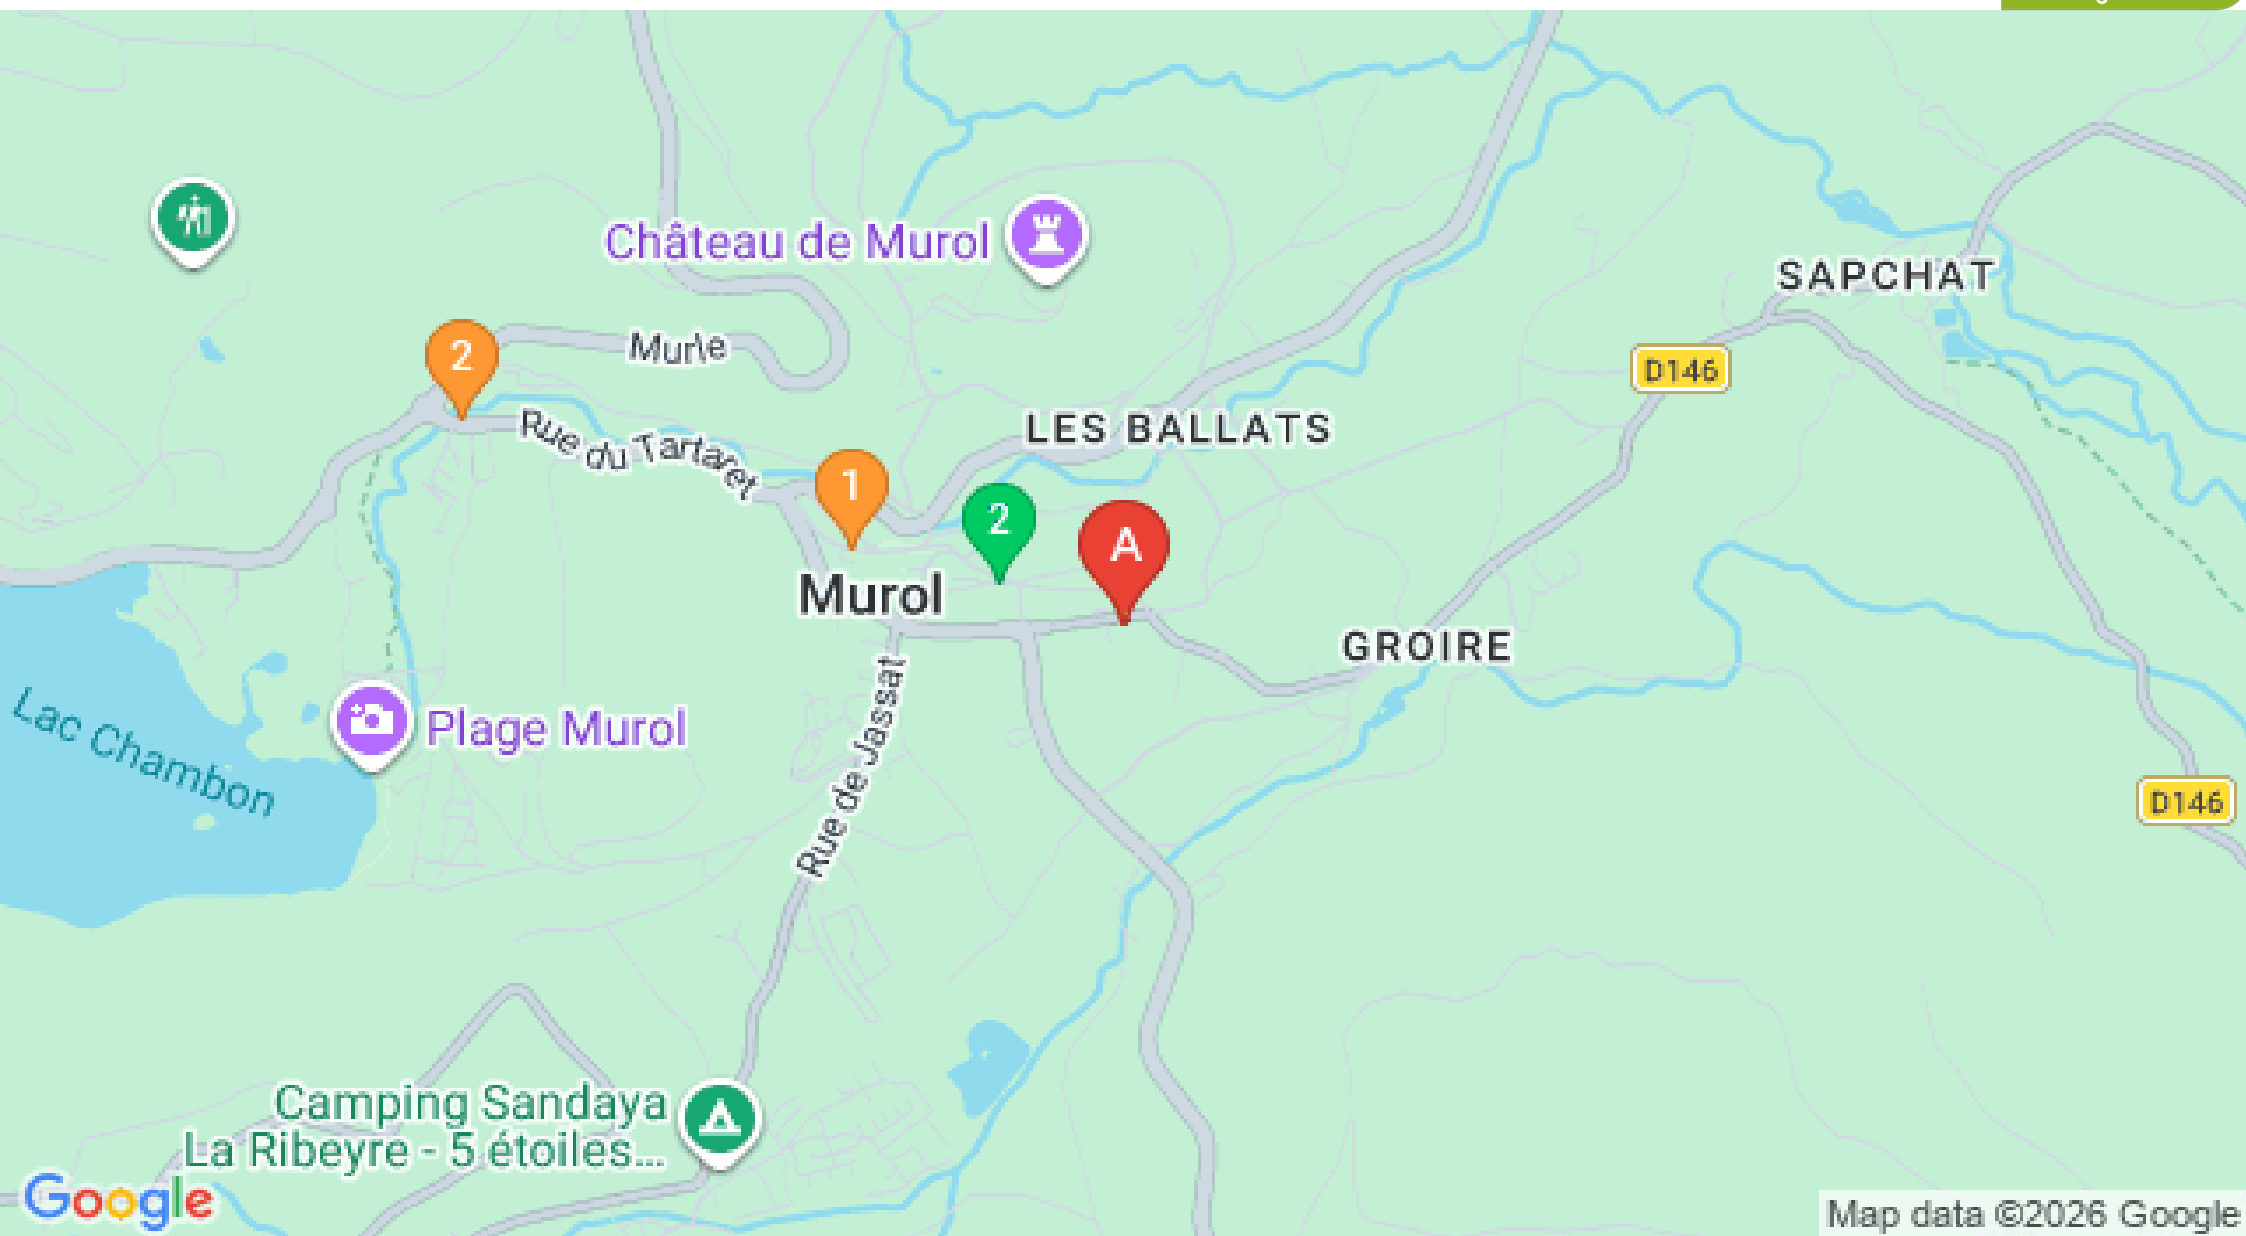 Château de Murol
SAPCHAT
2
Murle
D146
Rue du Tartaret
LES BALLATS
1
2
A
Murol
GROIRE
Lac Chambon
Plage Murol
Rue de Jassat
D146
Camping Sandaya
La Ribeyre - 5 étoiles...
Google
Map data ©2026 Google